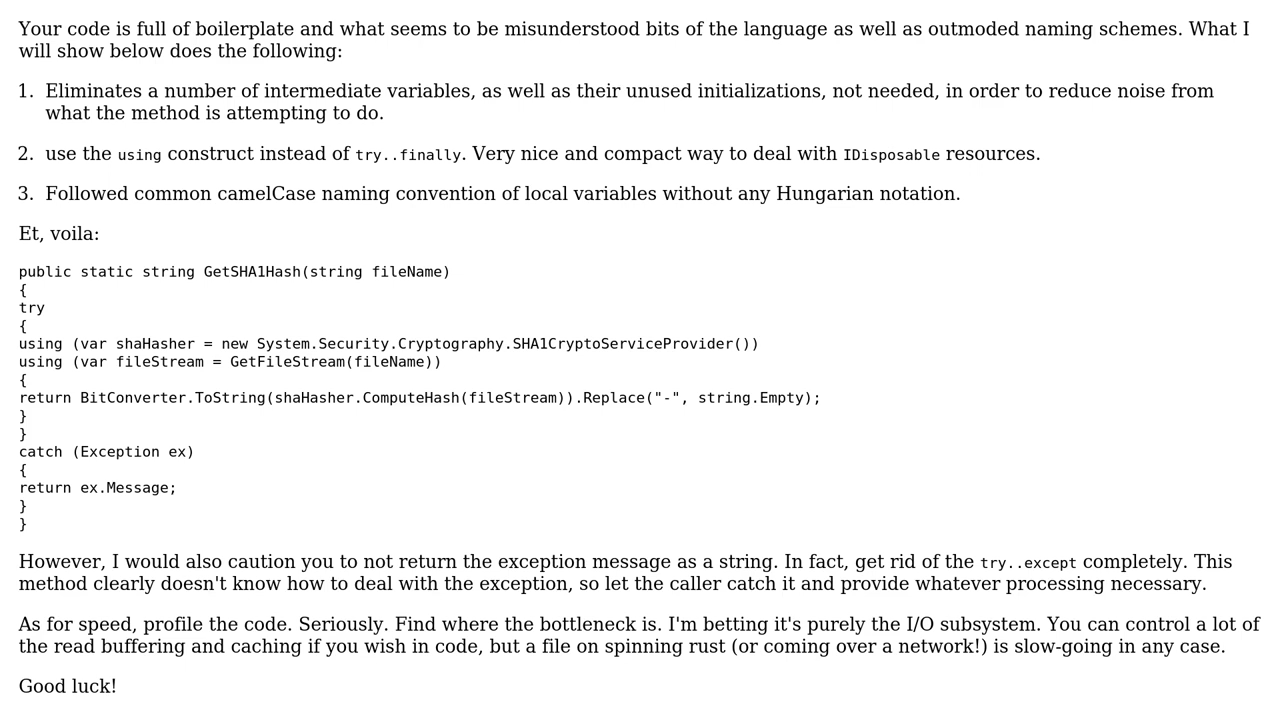 Your code is full of boilerplate and what seems to be misunderstood bits of the language as well as outmoded naming schemes. What I
will show below does the following:
1. Eliminates a number of intermediate variables, as well as their unused initializations, not needed, in order to reduce noise from
what the method is attempting to do.
2. use the using construct instead of try..finally. Very nice and compact way to deal with IDisposable resources.
3. Followed common camelCase naming convention of local variables without any Hungarian notation.
Et, voila:
public static string GetSHA1Hash(string fileName)
{
try
{
using (var shaHasher = new System.Security.Cryptography.SHA1CryptoServiceProvider())
using (var fileStream = GetFileStream(fileName))
{
return BitConverter.ToString(shaHasher.ComputeHash(fileStream)).Replace("-", string.Empty);
}
}
catch (Exception ex)
{
return ex.Message;
}
}
However, I would also caution you to not return the exception message as a string. In fact, get rid of the try..except completely. This
method clearly doesn't know how to deal with the exception, so let the caller catch it and provide whatever processing necessary.
As for speed, profile the code. Seriously. Find where the bottleneck is. I'm betting it's purely the I/O subsystem. You can control a lot of
the read buffering and caching if you wish in code, but a file on spinning rust (or coming over a network!) is slow-going in any case.
Good luck!